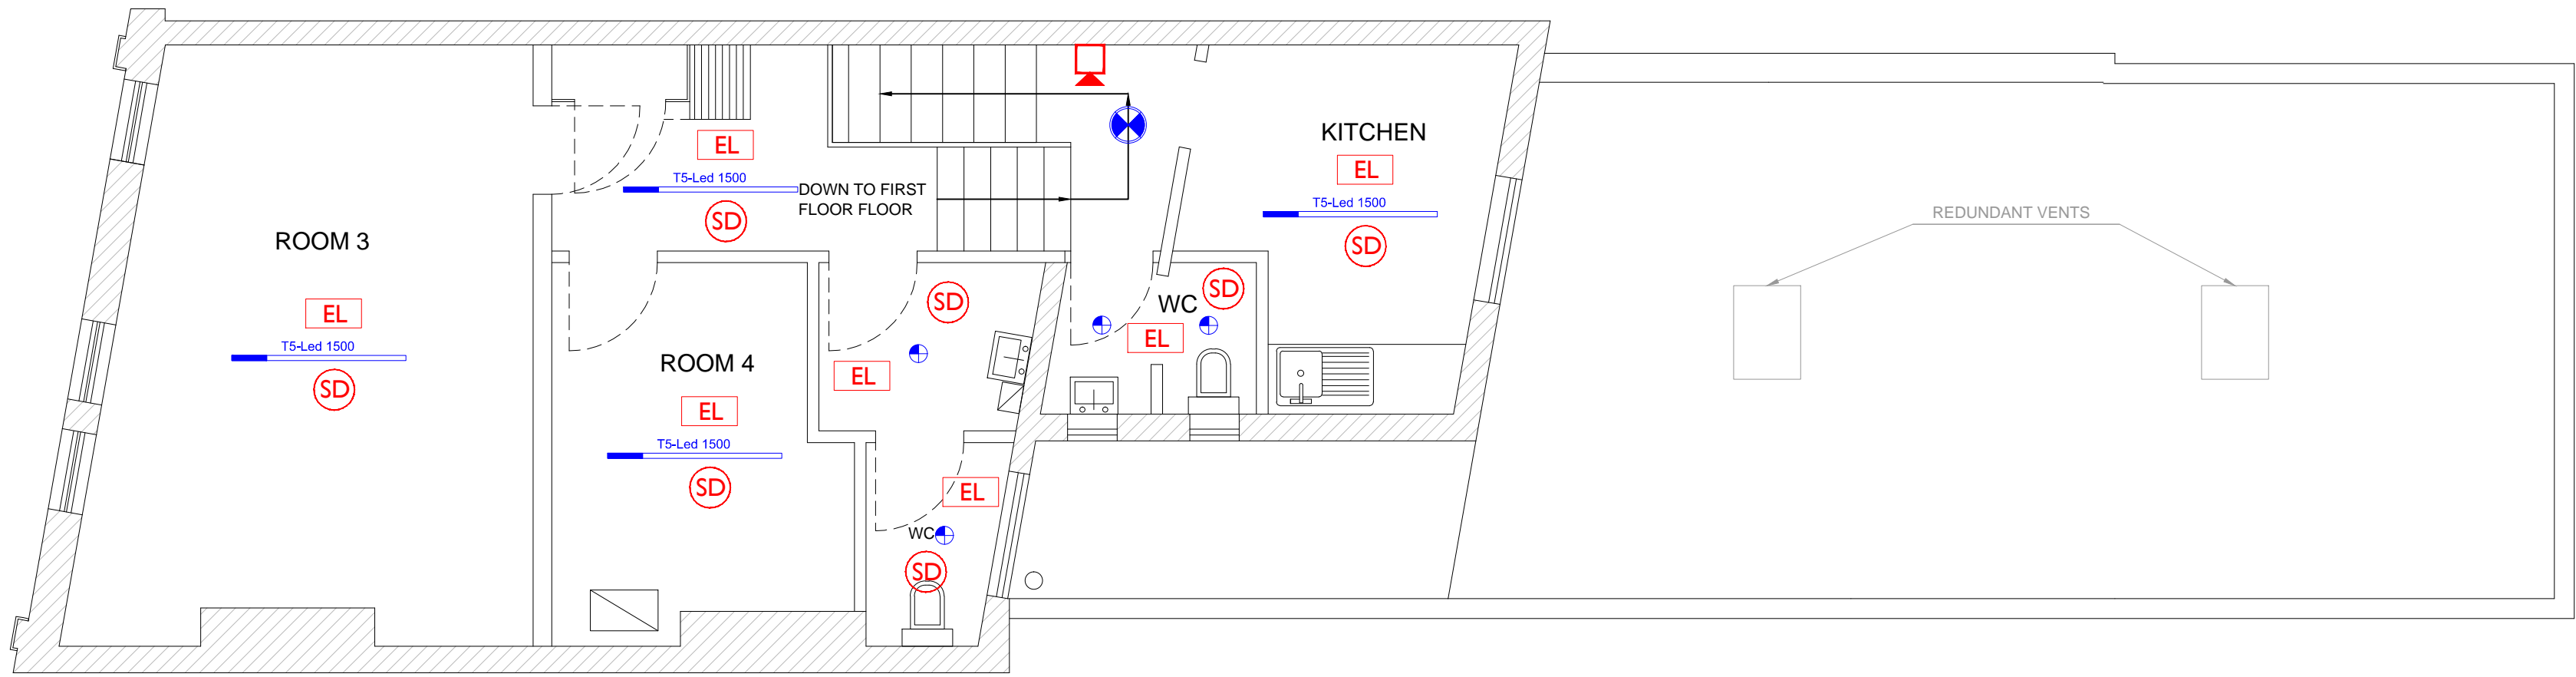 KITCHEN
EL
EL
T5-Led 1500
DOWN TO FIRST
FLOOR FLOOR
T5-Led 1500
REDUNDANT VENTS
SD
SD
ROOM 3
SD
SD
WC
EL
EL
T5-Led 1500
ROOM 4
EL
SD
EL
T5-Led 1500
SD
EL
WC
SD